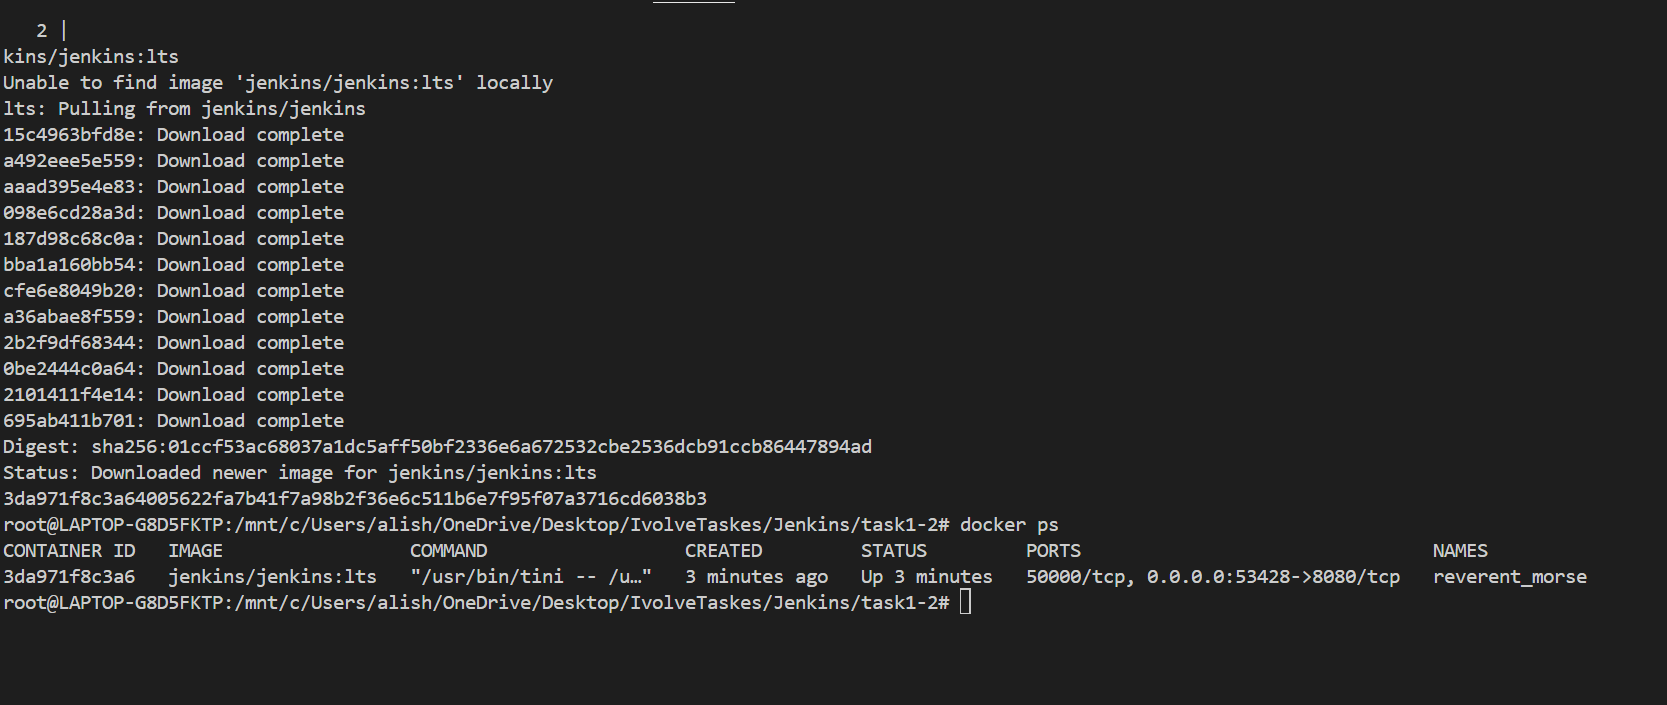 2 |
kins/jenkins:lts
Unable to find image 'jenkins/jenkins:lts' locally
lts: Pulling from jenkins/jenkins
15c4963bfd8e: Download complete
a492eee5e559: Download complete
aaad395e4e83: Download complete
098e6cd28a3d: Download complete
187d98c68c0a: Download complete
bba1a160bb54: Download complete
cfe6e8049b20: Download complete
a36abae8f559: Download complete
2b2f9df68344: Download complete
0be2444c0a64: Download complete
2101411f4e14: Download complete
695ab411b701: Download complete
Digest: sha256:01ccf53ac68037a1dc5aff50bf2336e6a672532cbe2536dcb91ccb86447894ad
Status: Downloaded newer image for jenkins/jenkins:lts
3da971f8c3a64005622fa7b41f7a98b2f36e6c511b6e7f95f07a3716cd6038b3
root@LAPTOP-G8D5FKTP:/mnt/c/Users/alish/OneDrive/Desktop/IvolveTaskes/Jenkins/task1-2# docker ps
CONTAINER ID   IMAGE                 COMMAND                  CREATED         STATUS         PORTS                                NAMES
3da971f8c3a6   jenkins/jenkins:lts   "/usr/bin/tini -- /u…"   3 minutes ago   Up 3 minutes   50000/tcp, 0.0.0.0:53428->8080/tcp   reverent_morse
root@LAPTOP-G8D5FKTP:/mnt/c/Users/alish/OneDrive/Desktop/IvolveTaskes/Jenkins/task1-2#